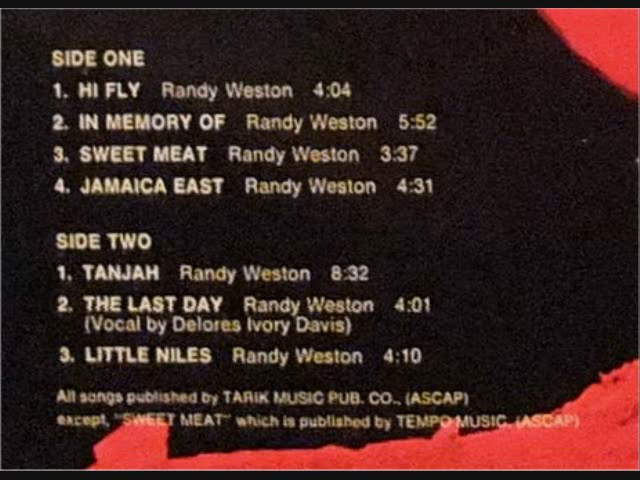 SIDE ONE
1. HI FLY Randy Weston 4:04
2. IN MEMORY OF Randy Weston 5:52
3. SWEET MEAT Randy Weston 3:37
4. JAMAICA EAST Randy Weston 4:31
SIDE TWO
1. TANJAH Randy Weston 8:32
2. THE LAST DAY Randy Weston 4:01
(Vocal by Delores Ivory Davis)
3. LITTLE NILES Randy Weston 4:10
All songs published by TARIK MUSIC PUB. CO., (ASCAP)
except, "SWEET MEAT" which is published by TEMPO MUSIC, (ASCAP)